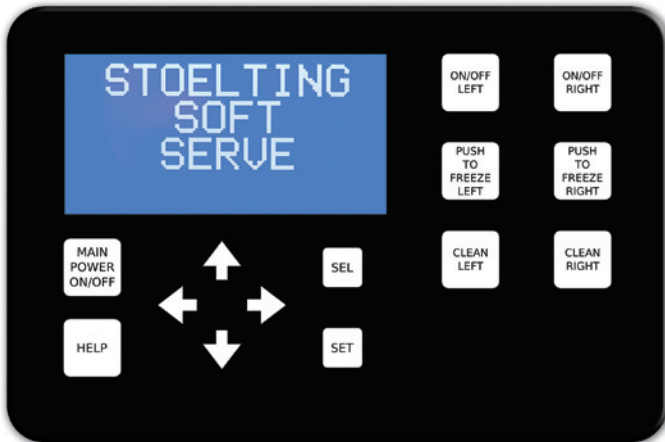 STOELTING
SOFT
SERVE
ON/OFF
LEFT
ON/OFF
RIGHT
PUSH
TO
FREEZE
LEFT
PUSH
TO
FREEZE
RIGHT
MAIN
POWER
ON/OFF
SEL
CLEAN
LEFT
CLEAN
RIGHT
HELP
SET